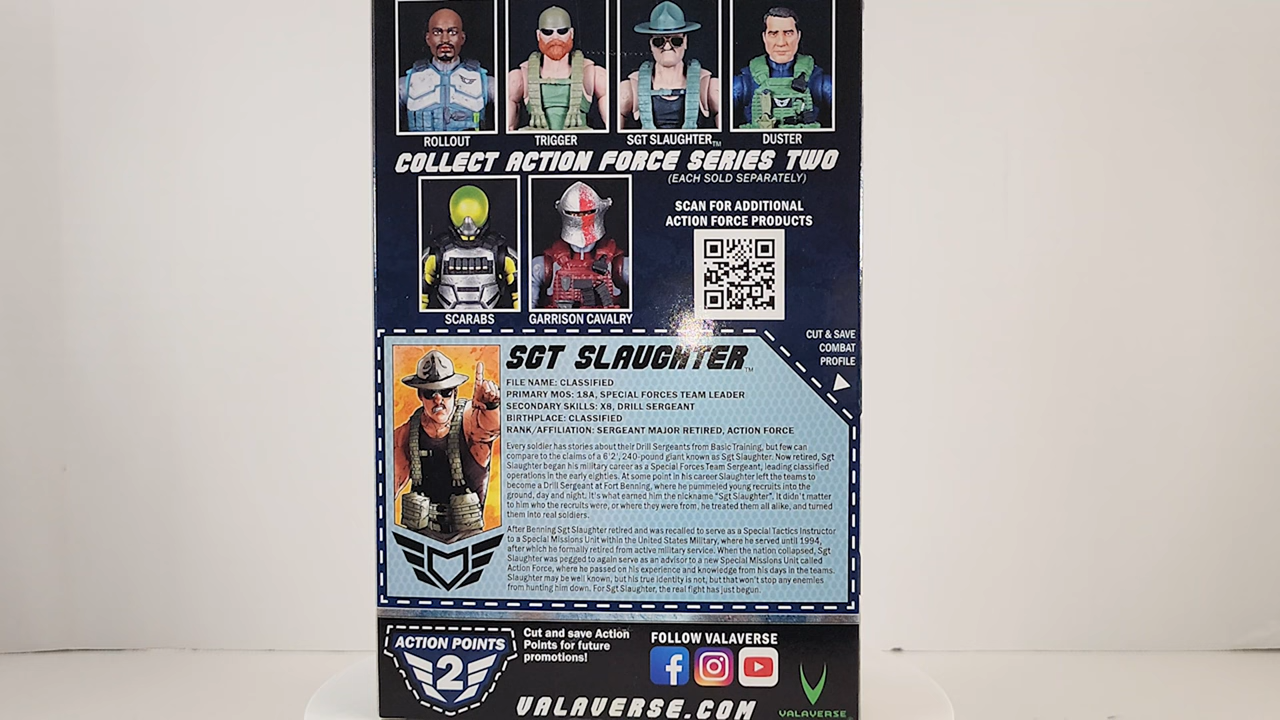 ROLLOUT
TRIGGER
SGT SLAUGHTER™
DUSTER
COLLECT ACTION FORCE SERIES TWO
(EACH SOLD SEPARATELY)
SCARABS
GARRISON CAVALRY
SCAN FOR ADDITIONAL
ACTION FORCE PRODUCTS
CUT & SAVE
COMBAT
PROFILE
SGT SLAUGHTER™
FILE NAME: CLASSIFIED
PRIMARY MOS: 18A, SPECIAL FORCES TEAM LEADER
SECONDARY SKILLS: X8, DRILL SERGEANT
BIRTHPLACE: CLASSIFIED
RANK/AFFILIATION: SERGEANT MAJOR RETIRED, ACTION FORCE
Every soldier has stories about their Drill Sergeants from Basic Training, but few can
compare to the claims of a 6'2', 240-pound giant known as Sgt Slaughter. Now retired, Sgt
Slaughter began his military career as a Special Forces Team Sergeant, leading classified
operations in the early eighties. At some point in his career Slaughter left the teams to
become a Drill Sergeant at Fort Benning, where he pummeled young recruits into the
ground, day and night. It's what earned him the nickname "Sgt Slaughter". It didn't matter
to him who the recruits were, or where they were from, he treated them all alike, and turned
them into real soldiers.
After Benning Sgt Slaughter retired and was recalled to serve as a Special Tactics Instructor
to a Special Missions Unit within the United States Military, where he served until 1994,
after which he formally retired from active military service. When the nation collapsed, Sgt
Slaughter was pegged to again serve as an advisor to a new Special Missions Unit called
Action Force, where he passed on his experience and knowledge from his days in the teams.
Slaughter may be well known, but his true identity is not, but that won't stop any enemies
from hunting him down. For Sgt Slaughter, the real fight has just begun.
ACTION POINTS
2
Cut and save Action
Points for future
promotions!
FOLLOW VALAVERSE
VALAVERSE.COM
VALAVERSE